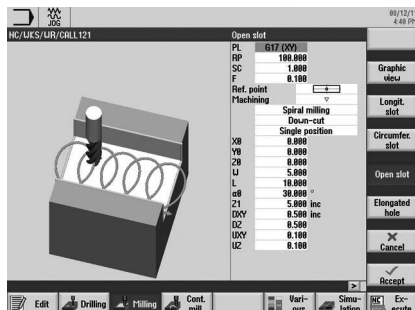 JOG
08/12/1
4:40 PM
NC/WKS/WR/CALL121
Open slot
PL G17 (XY)
RP 100.000
SC 1.000
F 0.100
Ref. point
Machining ▽
Spiral milling
Down-cut
Single position
X0 0.000
Y0 0.000
Z0 0.000
W 5.000
L 10.000
α0 30.000 °
Z1 5.000 inc
DXY 0.500 inc
DZ 0.500
UXY 0.100
UZ 0.100
Graphic
view
Longit.
slot
Circumfer.
slot
Open slot
Elongated
hole
Cancel
Accept
Edit
Drilling
Milling
Cont.
mill.
Vari-
ous
Simu-
lation
NC Ex-
ecute